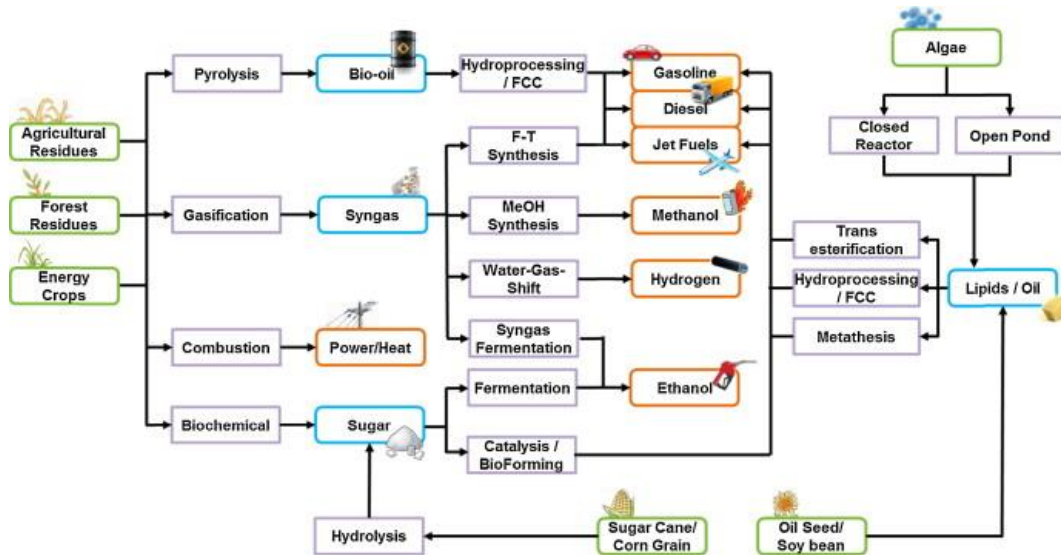 Algae
Pyrolysis
Bio-oil
Hydroprocessing
/ FCC
Gasoline
Diesel
Agricultural
Residues
F-T
Synthesis
Jet Fuels
Closed
Reactor
Open Pond
Forest
Residues
Gasification
Syngas
MeOH
Synthesis
Methanol
Trans
esterification
Energy
Crops
Water-Gas-
Shift
Hydrogen
Hydroprocessing
/ FCC
Lipids / Oil
Combustion
Power/Heat
Syngas
Fermentation
Metathesis
Fermentation
Ethanol
Biochemical
Sugar
Catalysis /
BioForming
Hydrolysis
Sugar Cane/
Corn Grain
Oil Seed/
Soy bean